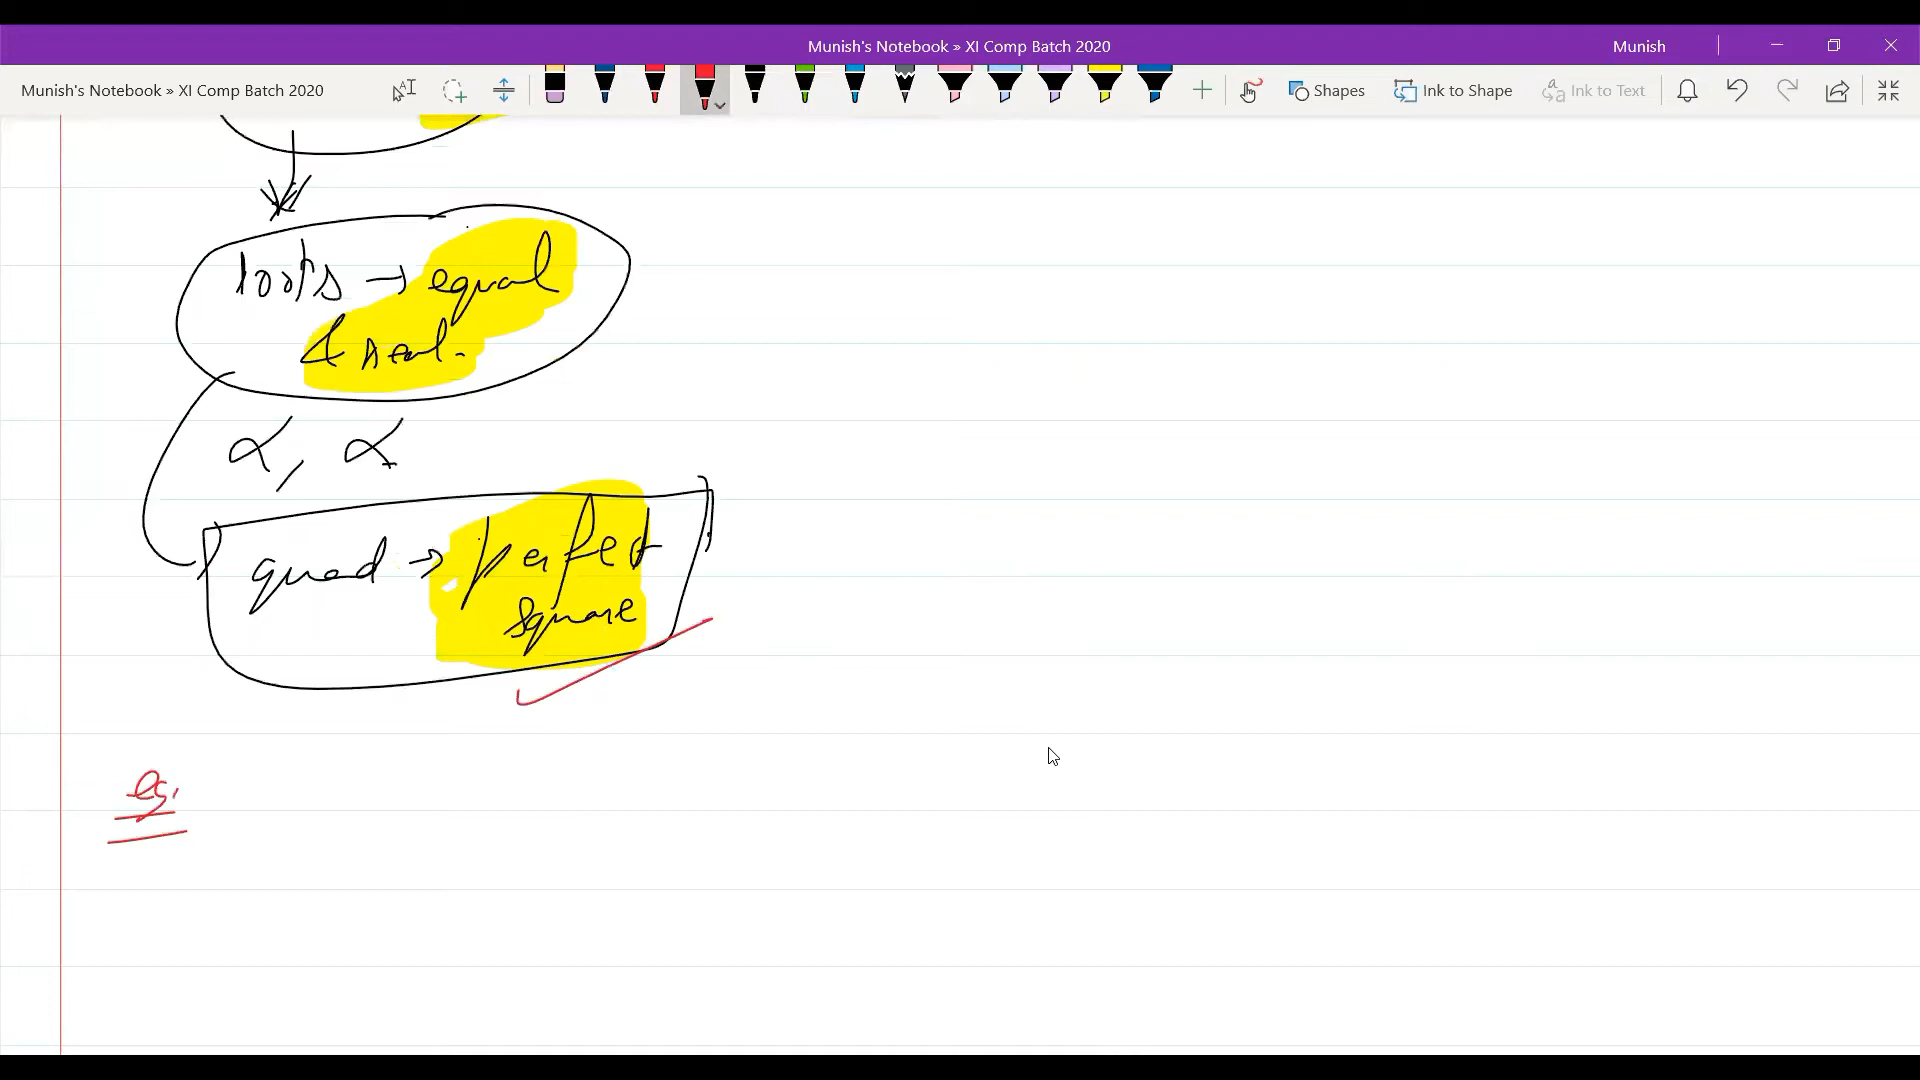 Munish's Notebook » XI Comp Batch 2020
Munish
Munish's Notebook » XI Comp Batch 2020
Shapes
Ink to Shape
Ink to Text
roots → equal
& real.
α, α
quad → perfect
square
eg.